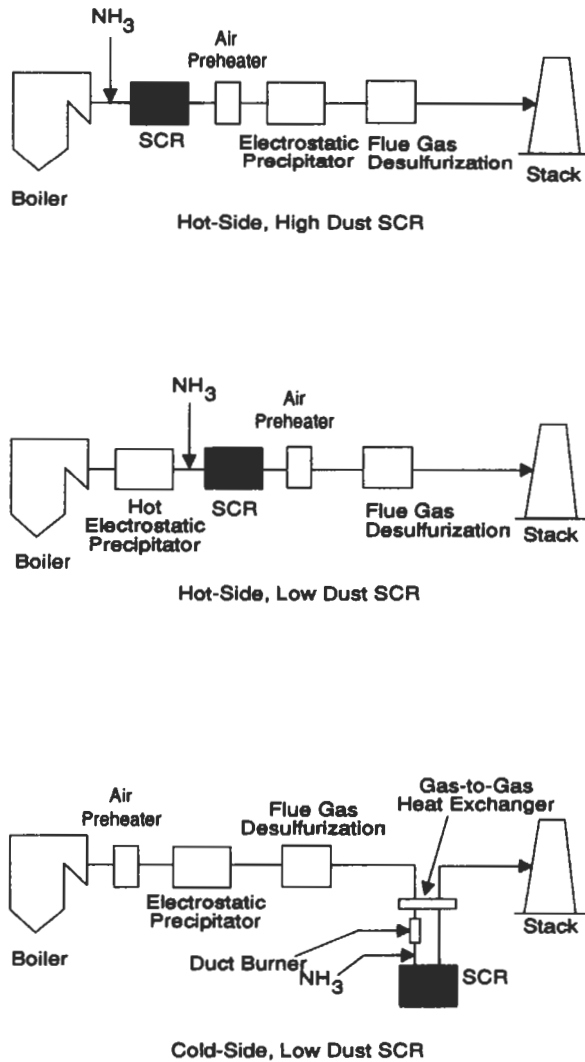 NH3
Air
Preheater
SCR
Electrostatic
Precipitator
Flue Gas
Desulfurization
Boiler
Stack
Hot-Side, High Dust SCR
NH3
Air
Preheater
Hot
Electrostatic
Precipitator
SCR
Flue Gas
Desulfurization
Boiler
Stack
Hot-Side, Low Dust SCR
Gas-to-Gas
Heat Exchanger
Air
Preheater
Flue Gas
Desulfurization
Electrostatic
Precipitator
Stack
Boiler
Duct Burner
NH3
SCR
Cold-Side, Low Dust SCR